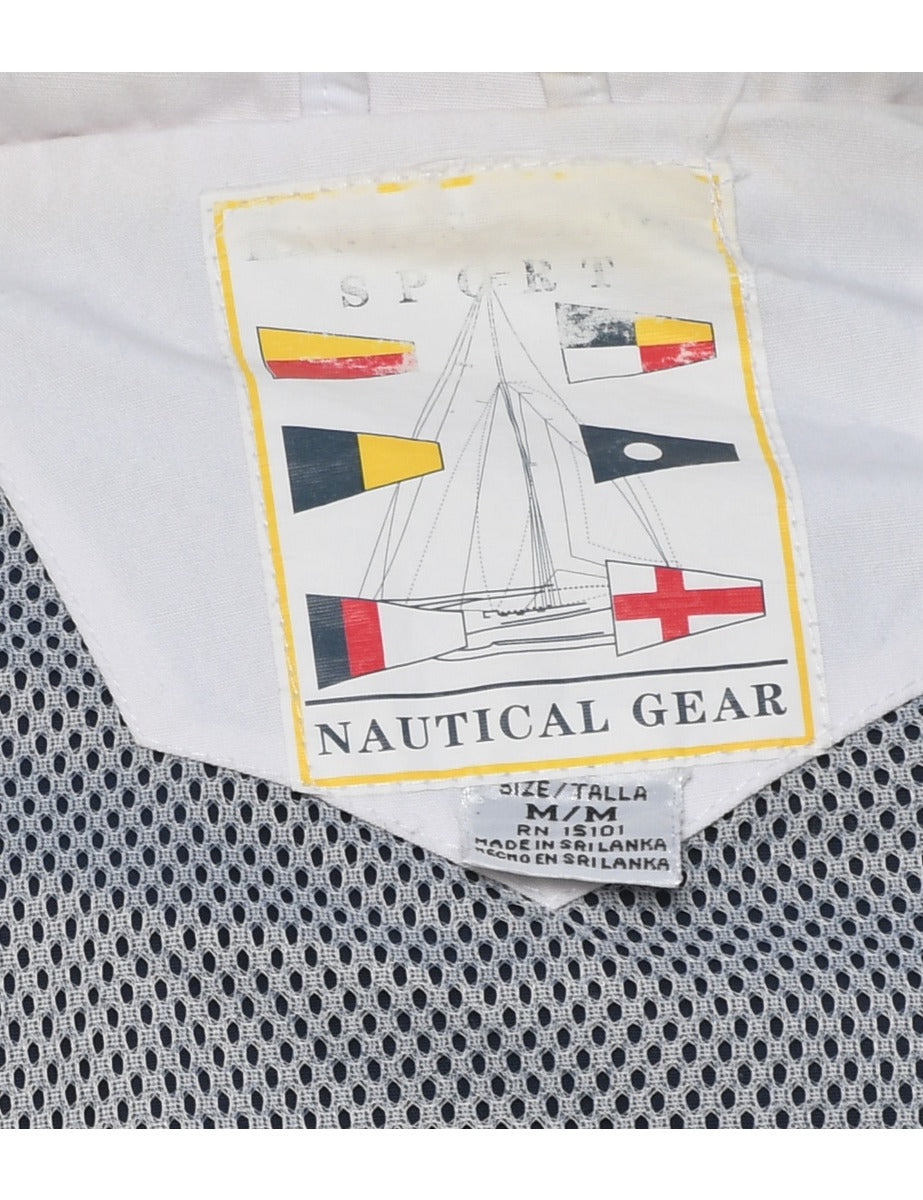 SPORT
NAUTICAL GEAR
SIZE/TALLA
M/M
RN 15101
MADE IN SRI LANKA
HECHO EN SRI LANKA